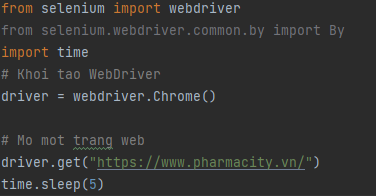 from selenium import webdriver
from selenium.webdriver.common.by import By
import time
# Khoi tao WebDriver
driver = webdriver.Chrome()
# Mo mot trang web
driver.get("https://www.pharmacity.vn/")
time.sleep(5)